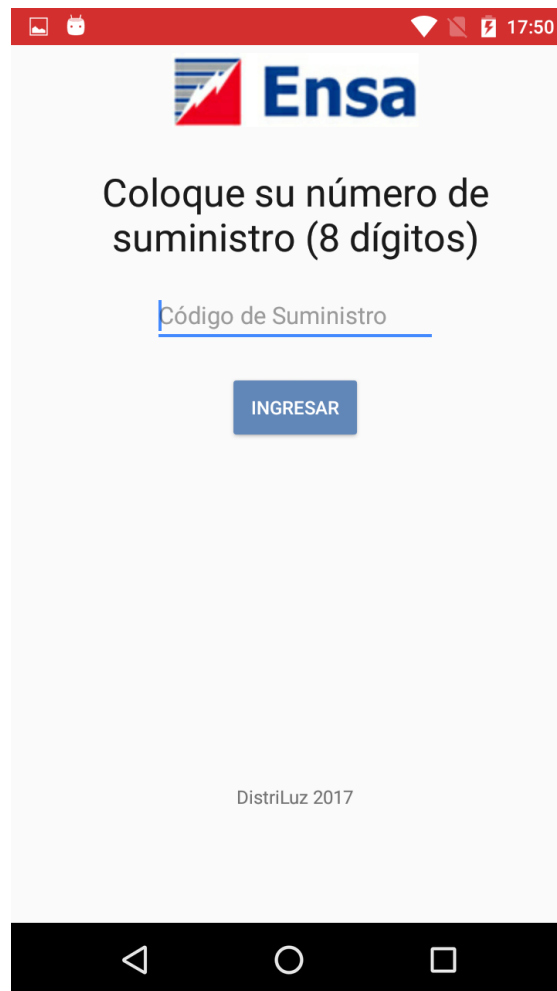 17:50
Ensa
Coloque su número de
suministro (8 dígitos)
Código de Suministro
INGRESAR
DistriLuz 2017